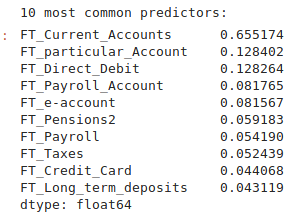 10 most common predictors:
: FT_Current_Accounts 0.655174
FT_particular_Account 0.128402
FT_Direct_Debit 0.128264
FT_Payroll_Account 0.081765
FT_e-account 0.081567
FT_Pensions2 0.059183
FT_Payroll 0.054190
FT_Taxes 0.052439
FT_Credit_Card 0.044068
FT_Long_term_deposits 0.043119
dtype: float64